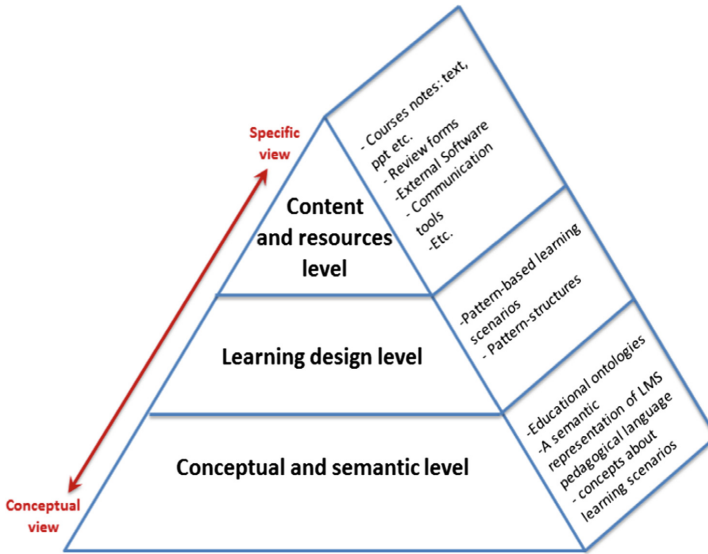 Specific
view
Content
and resources
level
Learning design level
Conceptual and semantic level
Conceptual
view
- Courses notes: text,
ppt etc.
- Review forms
-External Software
- Communication
tools
-Etc.
-Pattern-based learning
scenarios
- Pattern-structures
-Educational ontologies
-A semantic
representation of LMS
pedagogical language
- concepts about
learning scenarios